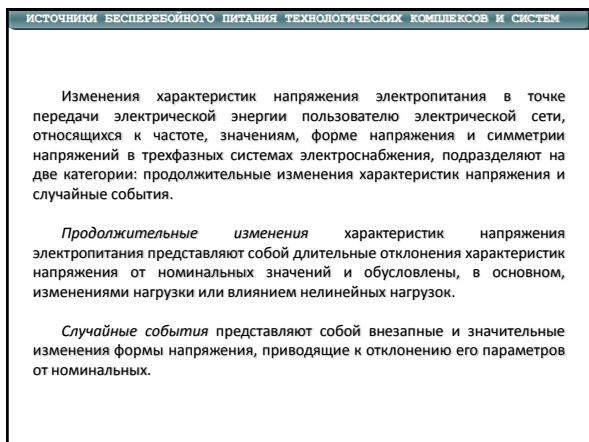 ИСТОЧНИКИ БЕСПЕРЕБОЙНОГО ПИТАНИЯ ТЕХНОЛОГИЧЕСКИХ КОМПЛЕКСОВ И СИСТЕМ
Изменения характеристик напряжения электропитания в точке
передачи электрической энергии пользователю электрической сети,
относящихся к частоте, значениям, форме напряжения и симметрии
напряжений в трехфазных системах электроснабжения, подразделяют на
две категории: продолжительные изменения характеристик напряжения и
случайные события.
Продолжительные изменения характеристик напряжения
электропитания представляют собой длительные отклонения характеристик
напряжения от номинальных значений и обусловлены, в основном,
изменениями нагрузки или влиянием нелинейных нагрузок.
Случайные события представляют собой внезапные и значительные
изменения формы напряжения, приводящие к отклонению его параметров
от номинальных.